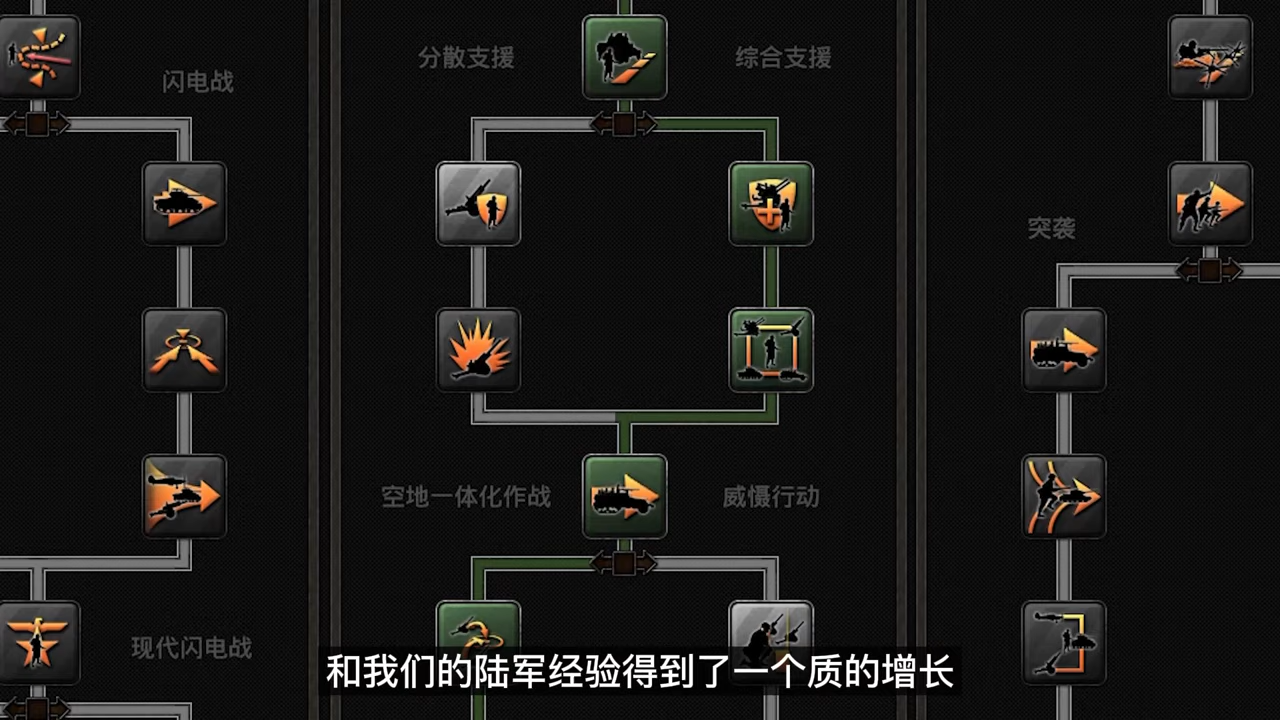 分散支援
综合支援
闪电战
突袭
空地一体化作战
威慑行动
现代闪电战
和我们的陆军经验得到了一个质的增长